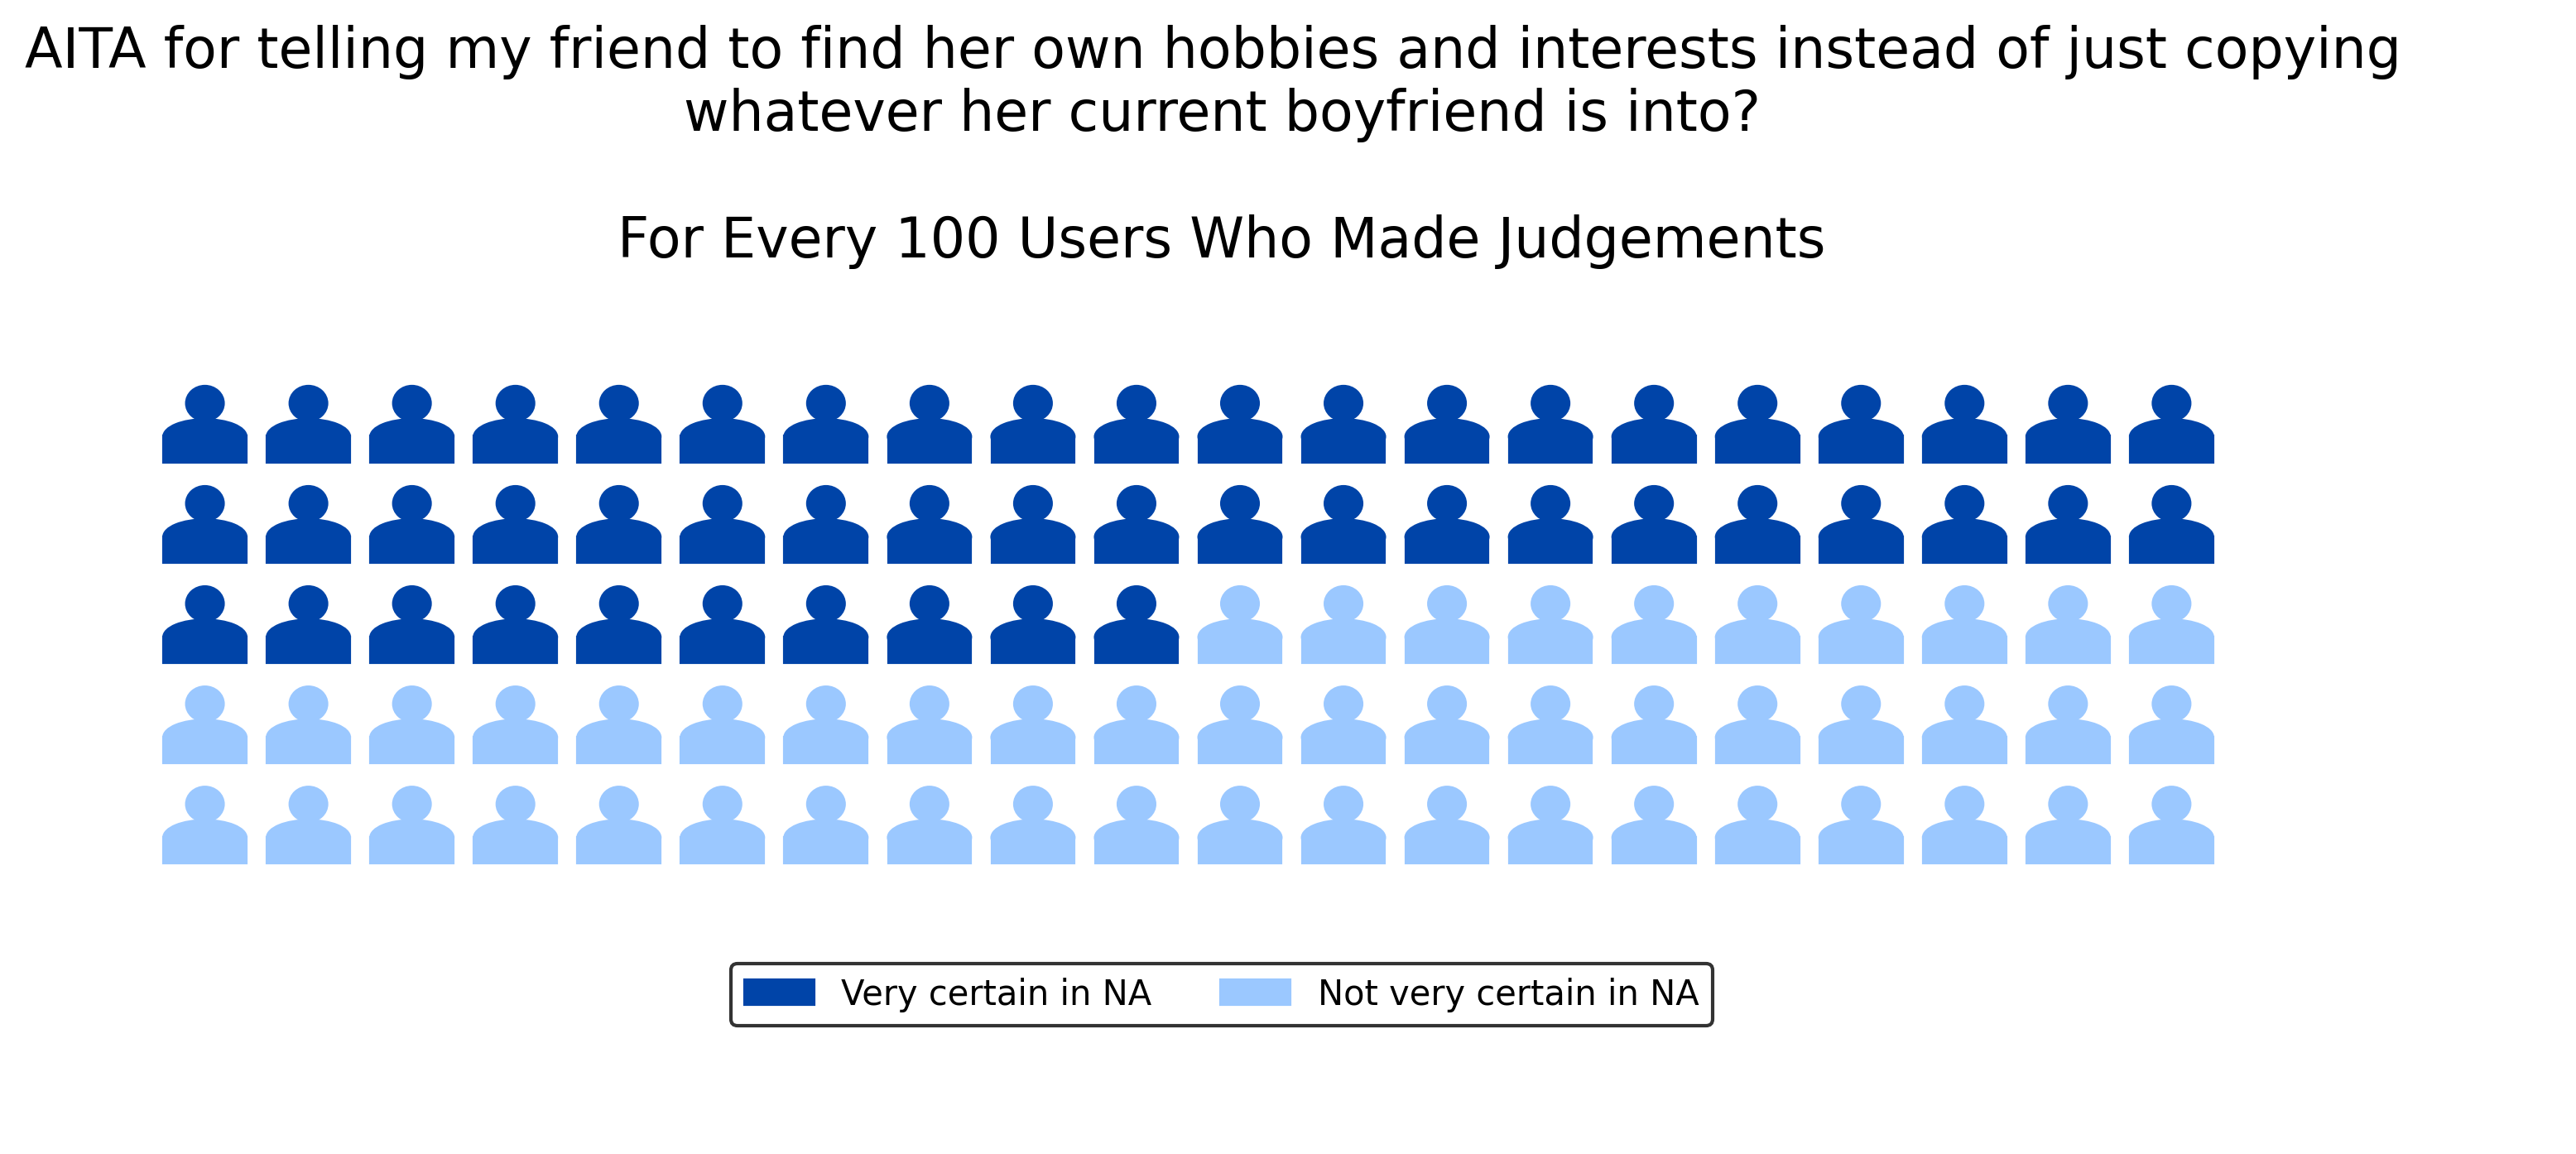 AITA for telling my friend to find her own hobbies and interests instead of just copying
whatever her current boyfriend is into?
For Every 100 Users Who Made Judgements
Very certain in NA
Not very certain in NA